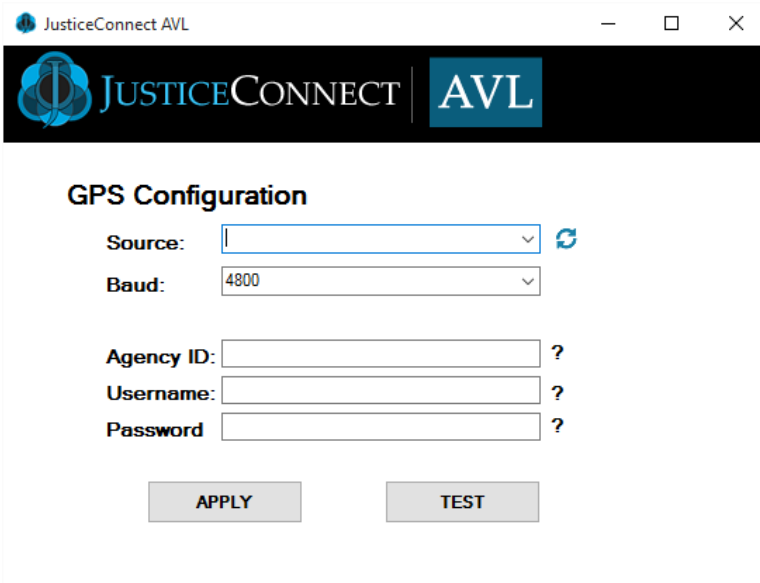 JusticeConnect AVL
JUSTICECONNECT AVL
GPS Configuration
Source:
Baud: 4800
Agency ID: ?
Username: ?
Password ?
APPLY TEST